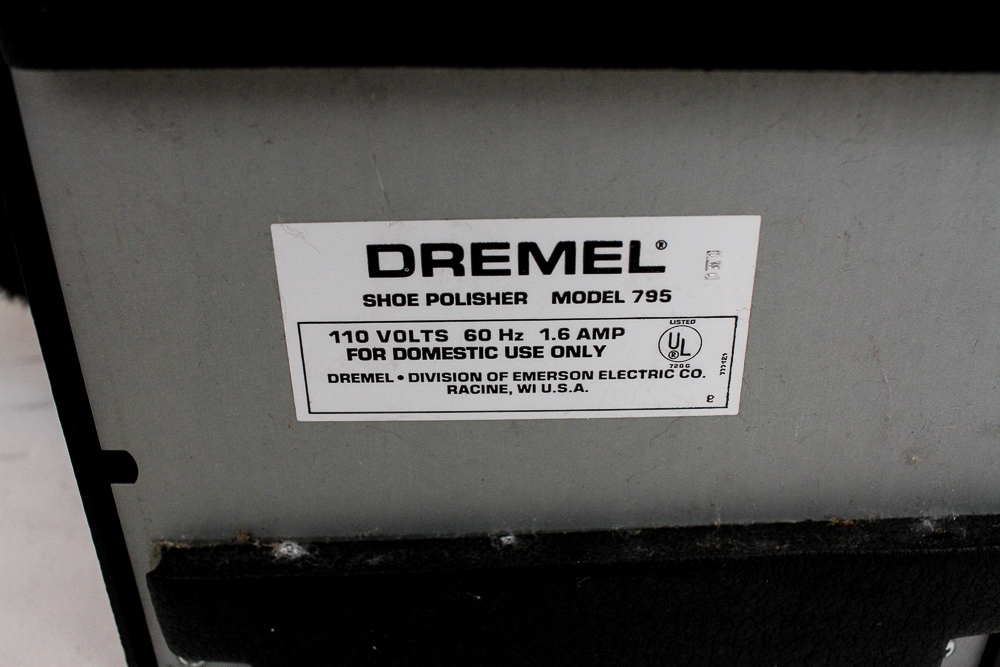 DREMEL®
SHOE POLISHER MODEL 795
110 VOLTS 60 Hz 1.6 AMP
FOR DOMESTIC USE ONLY
LISTED
UL®
720G
DREMEL • DIVISION OF EMERSON ELECTRIC CO.
RACINE, WI U.S.A.